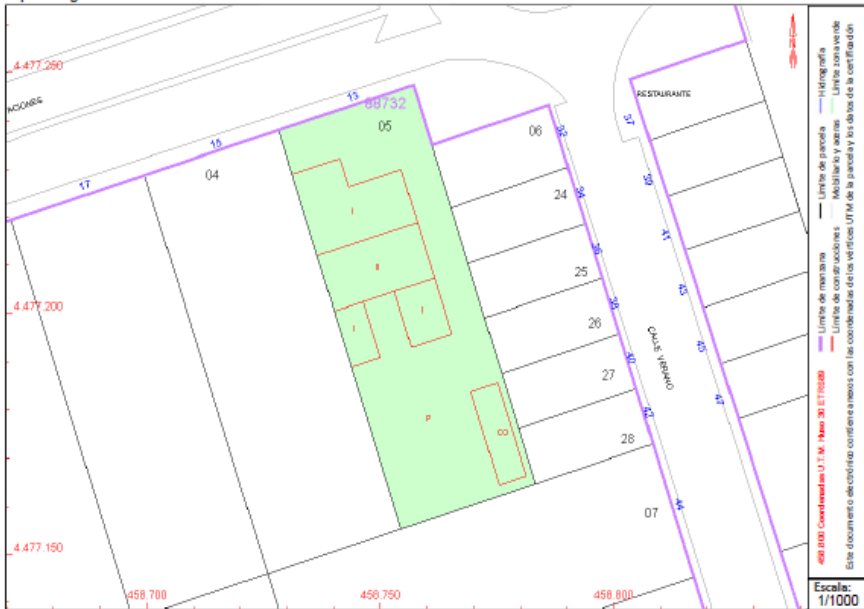 4.477.250
4.477.200
4.477.150
458.700
458.750
458.800
13
15
17
89732
05
04
06
24
25
26
27
28
07
I
I
I
P
CO
32
34
36
38
40
42
44
37
39
41
43
45
47
RESTAURANTE
CALLE VERANO
458.800 Coordenadas U.T.M. Huso 30 ETRS89
Límite de manzana
Límite de parcela
Hidrografía
Límite de construcciones
Mobiliario y aceras
Límite zona verde
Este documento electrónico contiene anexos con las coordenadas de los vértices UTM de la parcela y los datos de la certificación
Escala:
1/1000